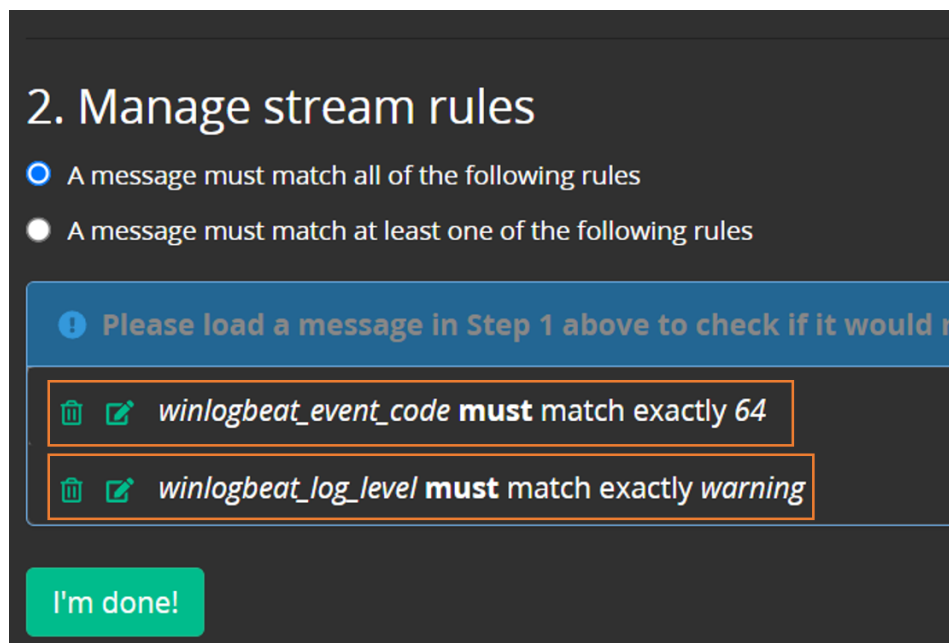 2. Manage stream rules
A message must match all of the following rules
A message must match at least one of the following rules
Please load a message in Step 1 above to check if it would
winlogbeat_event_code must match exactly 64
winlogbeat_log_level must match exactly warning
I'm done!